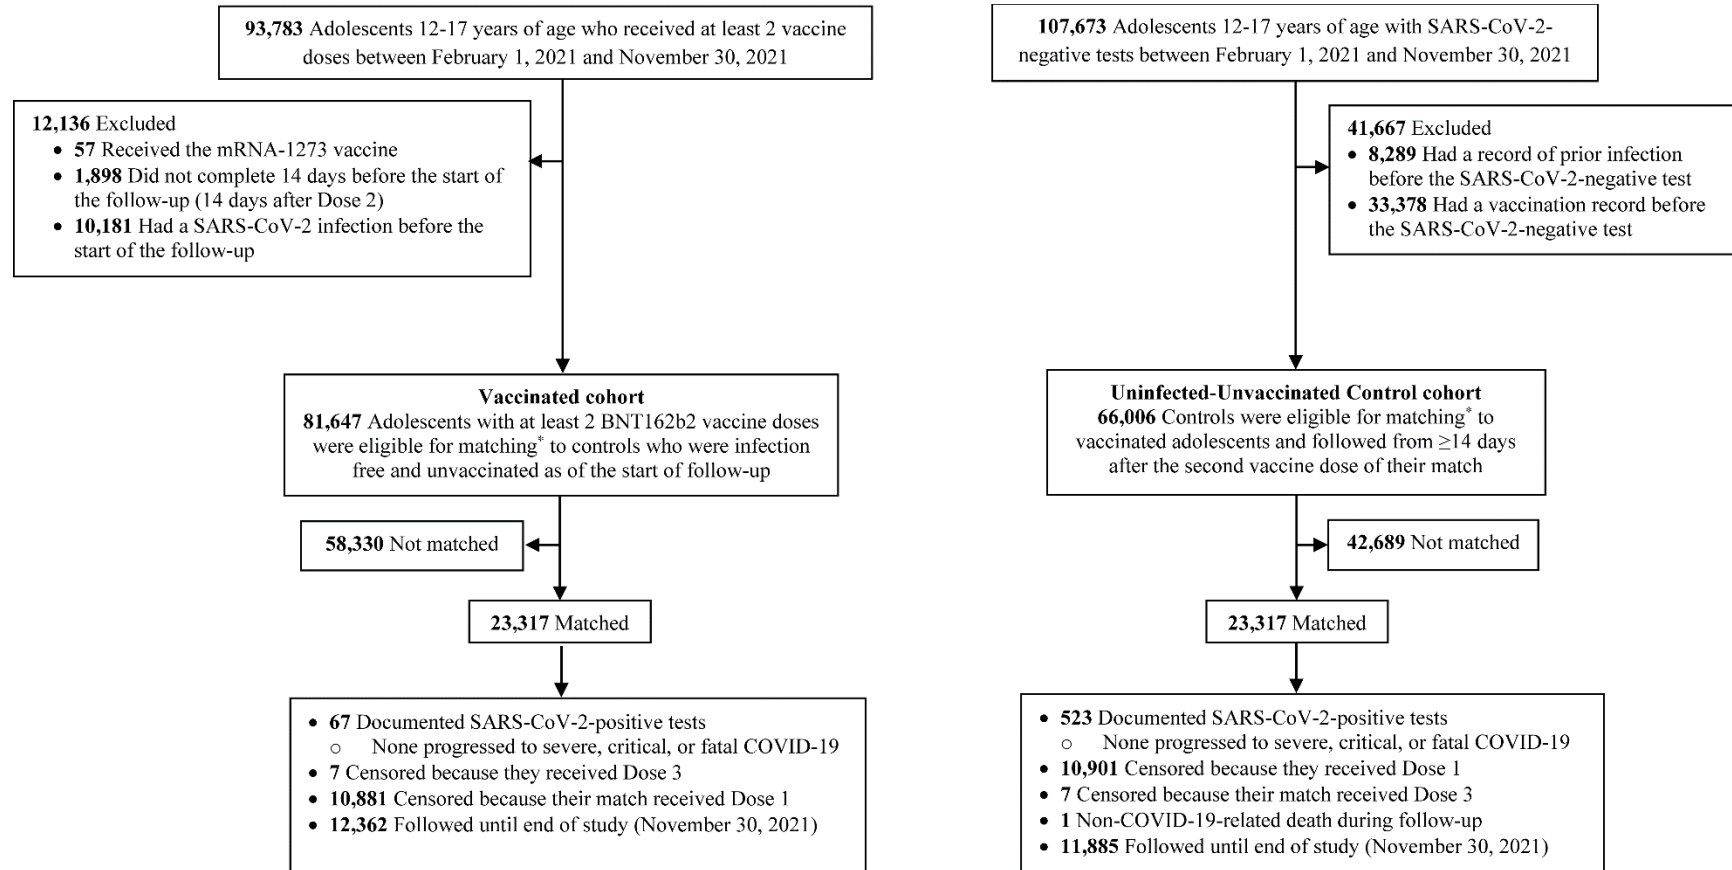 93,783 Adolescents 12-17 years of age who received at least 2 vaccine
doses between February 1, 2021 and November 30, 2021
12,136 Excluded
• 57 Received the mRNA-1273 vaccine
• 1,898 Did not complete 14 days before the start of
the follow-up (14 days after Dose 2)
• 10,181 Had a SARS-CoV-2 infection before the
start of the follow-up
Vaccinated cohort
81,647 Adolescents with at least 2 BNT162b2 vaccine doses
were eligible for matching* to controls who were infection
free and unvaccinated as of the start of follow-up
58,330 Not matched
23,317 Matched
• 67 Documented SARS-CoV-2-positive tests
o None progressed to severe, critical, or fatal COVID-19
• 7 Censored because they received Dose 3
• 10,881 Censored because their match received Dose 1
• 12,362 Followed until end of study (November 30, 2021)
107,673 Adolescents 12-17 years of age with SARS-CoV-2-
negative tests between February 1, 2021 and November 30, 2021
41,667 Excluded
• 8,289 Had a record of prior infection
before the SARS-CoV-2-negative test
• 33,378 Had a vaccination record before
the SARS-CoV-2-negative test
Uninfected-Unvaccinated Control cohort
66,006 Controls were eligible for matching* to
vaccinated adolescents and followed from ≥14 days
after the second vaccine dose of their match
42,689 Not matched
23,317 Matched
• 523 Documented SARS-CoV-2-positive tests
o None progressed to severe, critical, or fatal COVID-19
• 10,901 Censored because they received Dose 1
• 7 Censored because their match received Dose 3
• 1 Non-COVID-19-related death during follow-up
• 11,885 Followed until end of study (November 30, 2021)